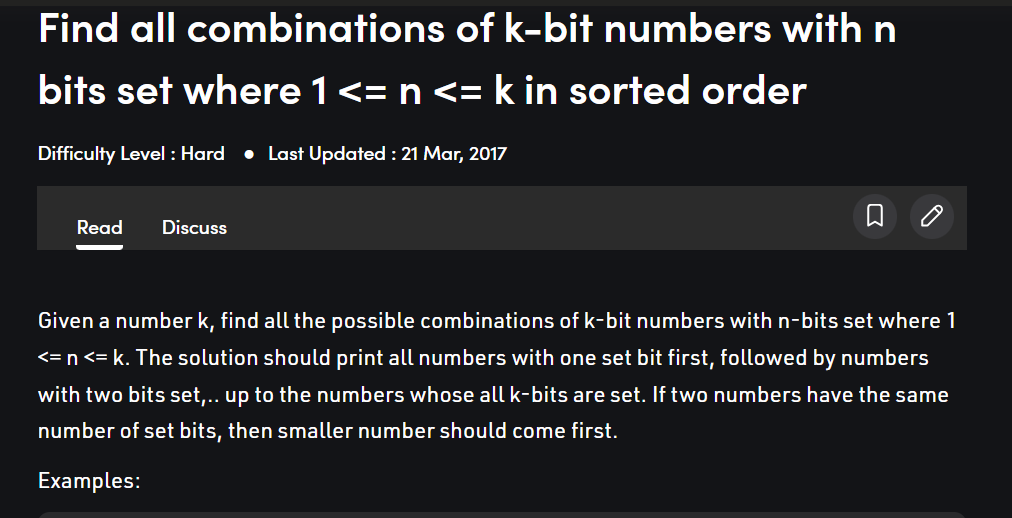 Find all combinations of k-bit numbers with n
bits set where 1 <= n <= k in sorted order
Difficulty Level : Hard ● Last Updated : 21 Mar, 2017
Read Discuss
Given a number k, find all the possible combinations of k-bit numbers with n-bits set where 1
<= n <= k. The solution should print all numbers with one set bit first, followed by numbers
with two bits set,.. up to the numbers whose all k-bits are set. If two numbers have the same
number of set bits, then smaller number should come first.
Examples: